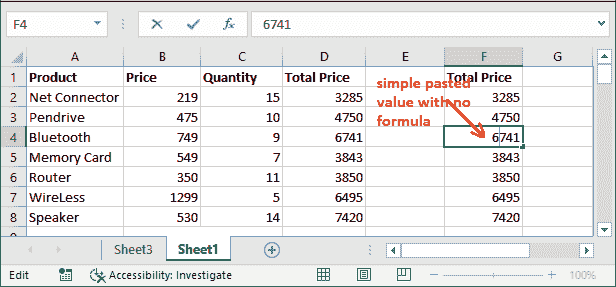 F4 fx 6741
A B C D E F G
1 Product Price Quantity Total Price Total Price
2 Net Connector 219 15 3285 3285
3 Pendrive 475 10 4750 4750
4 Bluetooth 749 9 6741 6741
5 Memory Card 549 7 3843 3843
6 Router 350 11 3850 3850
7 WireLess 1299 5 6495 6495
8 Speaker 530 14 7420 7420
simple pasted
value with no
formula
Sheet3 Sheet1
Edit Accessibility: Investigate 100%